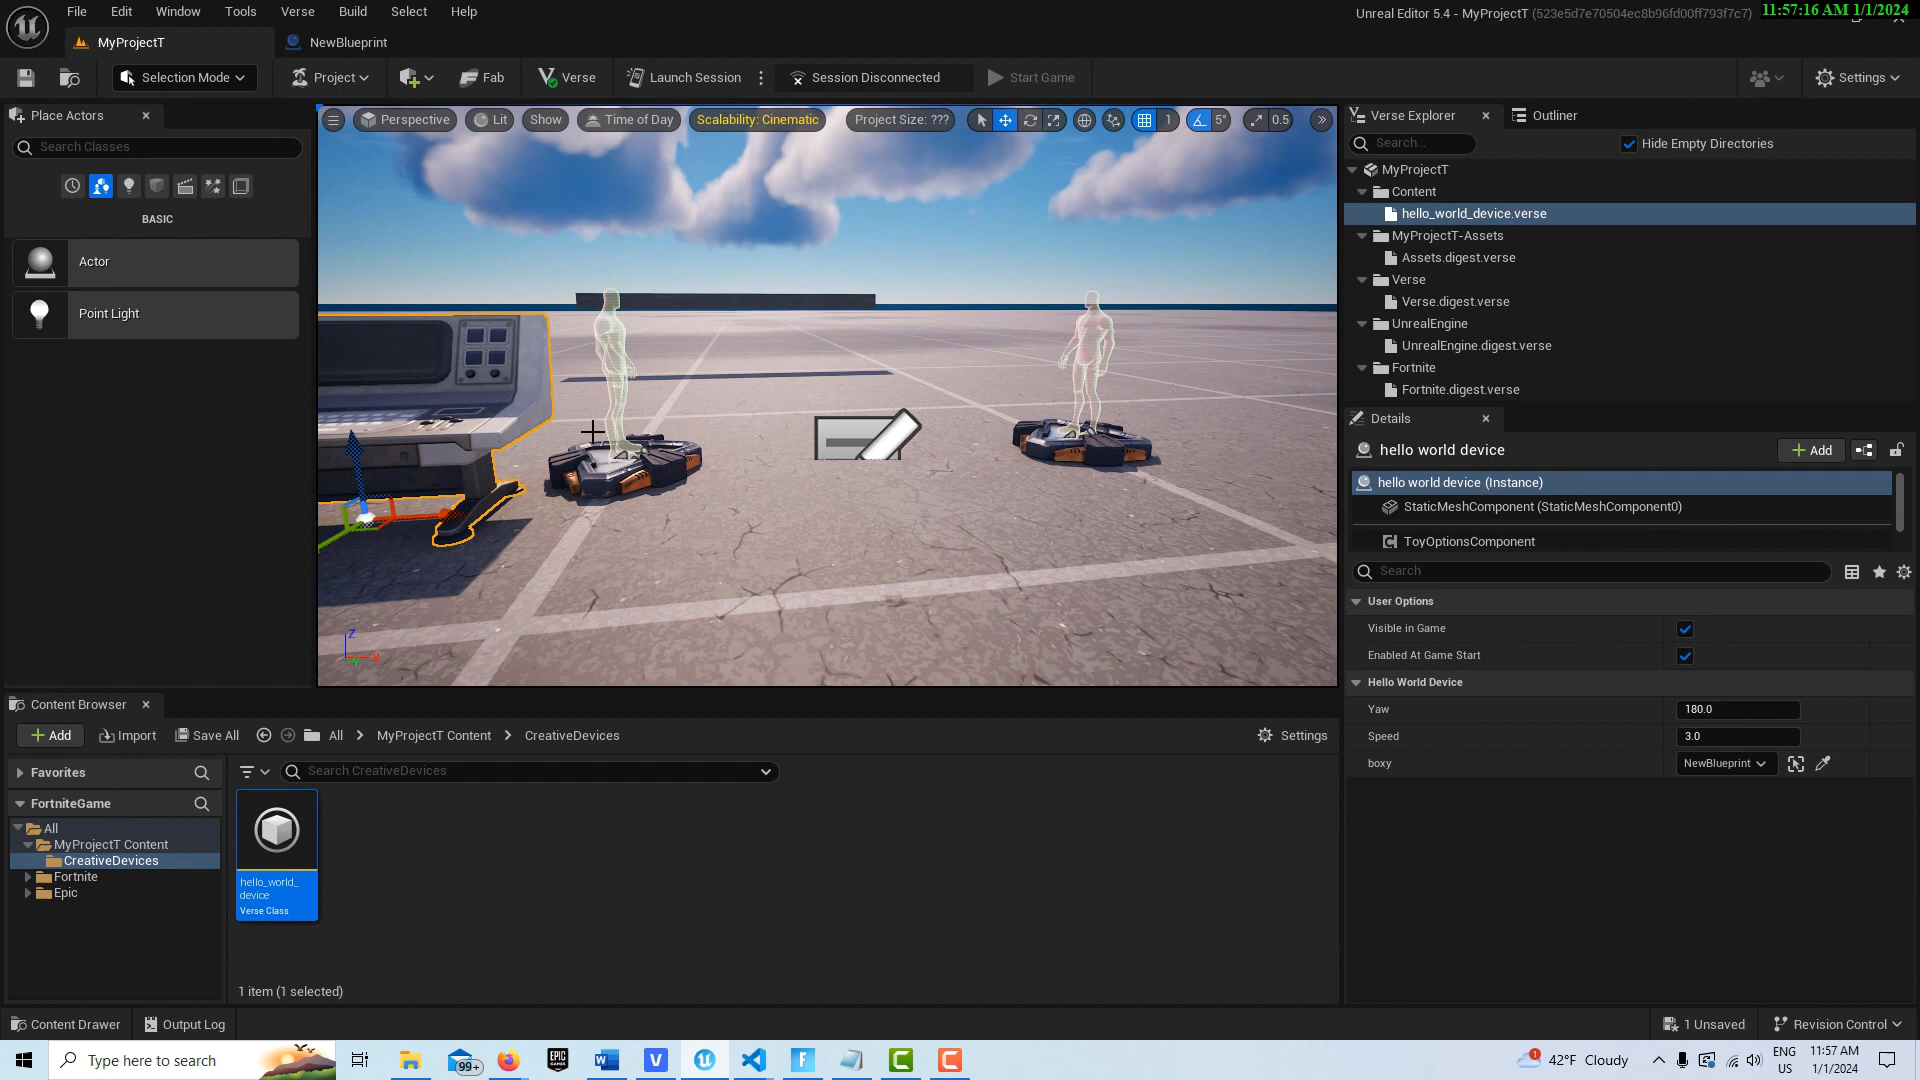 File Edit Window Tools Verse Build Select Help
Unreal Editor 5.4 - MyProjectT (523e5d7e70504ec8b96fd00ff793f7c7)
11:57:16 AM 1/1/2024
MyProjectT
NewBlueprint
Selection Mode
Project
Fab
Verse
Launch Session
Session Disconnected
Start Game
Settings
Place Actors
Search Classes
BASIC
Actor
Point Light
Perspective
Lit
Show
Time of Day
Scalability: Cinematic
Project Size: ???
1
5°
0.5
Z
X
Y
Verse Explorer
Outliner
Search...
Hide Empty Directories
MyProjectT
Content
hello_world_device.verse
MyProjectT-Assets
Assets.digest.verse
Verse
Verse.digest.verse
UnrealEngine
UnrealEngine.digest.verse
Fortnite
Fortnite.digest.verse
Details
hello world device
Add
hello world device (Instance)
StaticMeshComponent (StaticMeshComponent0)
ToyOptionsComponent
Search
User Options
Visible in Game
Enabled At Game Start
Hello World Device
Yaw 180.0
Speed 3.0
boxy NewBlueprint
Content Browser
Add
Import
Save All
All
MyProjectT Content
CreativeDevices
Settings
Favorites
FortniteGame
All
MyProjectT Content
CreativeDevices
Fortnite
Epic
Search CreativeDevices
hello_world_
device
Verse Class
1 item (1 selected)
Content Drawer
Output Log
1 Unsaved
Revision Control
Type here to search
99+
EPIC
GAMES
1
42°F Cloudy
ENG
US
11:57 AM
1/1/2024